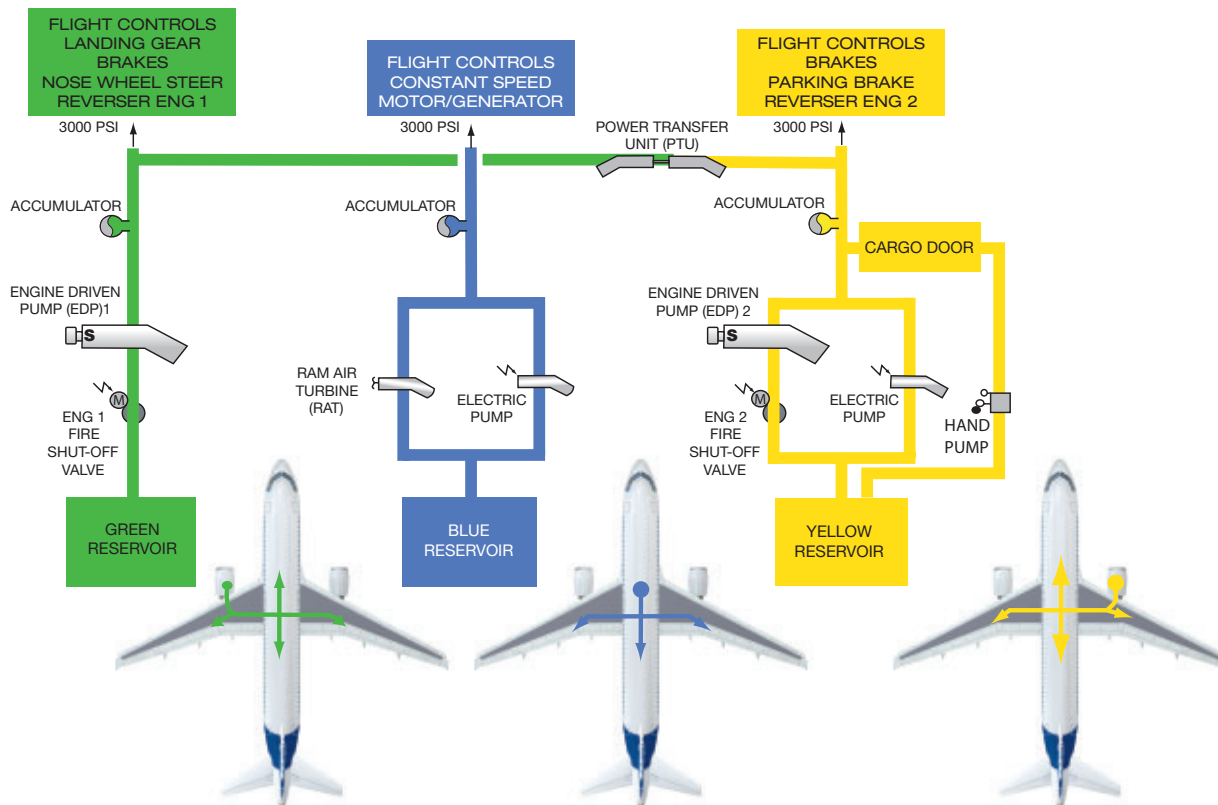 FLIGHT CONTROLS
LANDING GEAR
BRAKES
NOSE WHEEL STEER
REVERSER ENG 1
FLIGHT CONTROLS
CONSTANT SPEED
MOTOR/GENERATOR
FLIGHT CONTROLS
BRAKES
PARKING BRAKE
REVERSER ENG 2
3000 PSI
3000 PSI
POWER TRANSFER
UNIT (PTU)
3000 PSI
ACCUMULATOR
ACCUMULATOR
ACCUMULATOR
CARGO DOOR
ENGINE DRIVEN
PUMP (EDP)1
S
ENGINE DRIVEN
PUMP (EDP) 2
S
RAM AIR
TURBINE
(RAT)
ELECTRIC
PUMP
M
ENG 1
FIRE
SHUT-OFF
VALVE
M
ENG 2
FIRE
SHUT-OFF
VALVE
ELECTRIC
PUMP
HAND
PUMP
GREEN
RESERVOIR
BLUE
RESERVOIR
YELLOW
RESERVOIR